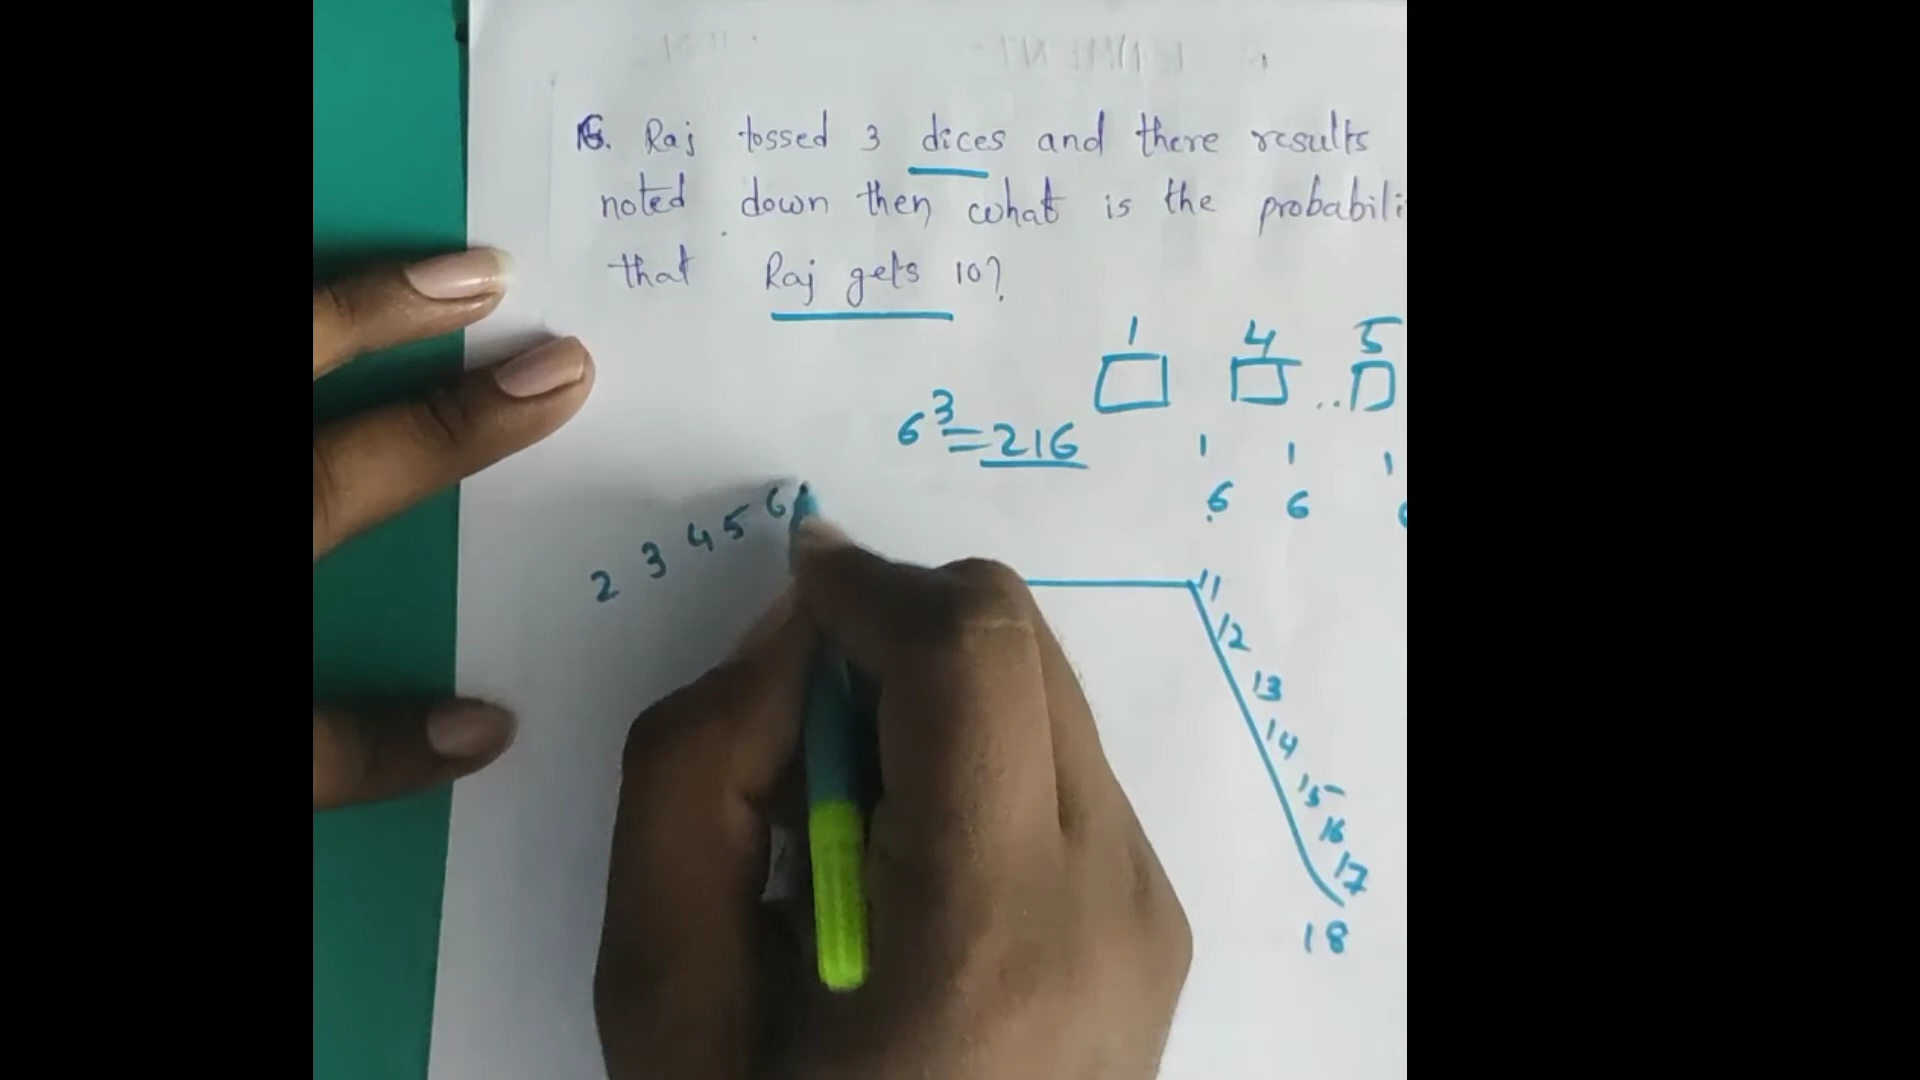 6. Raj tossed 3 dices and there results
noted down then what is the probabili
that Raj gets 10?
1 4 5
6³=216
1 1 1
6 6
2 3 4 5 6
11
12
13
14
15
16
17
18